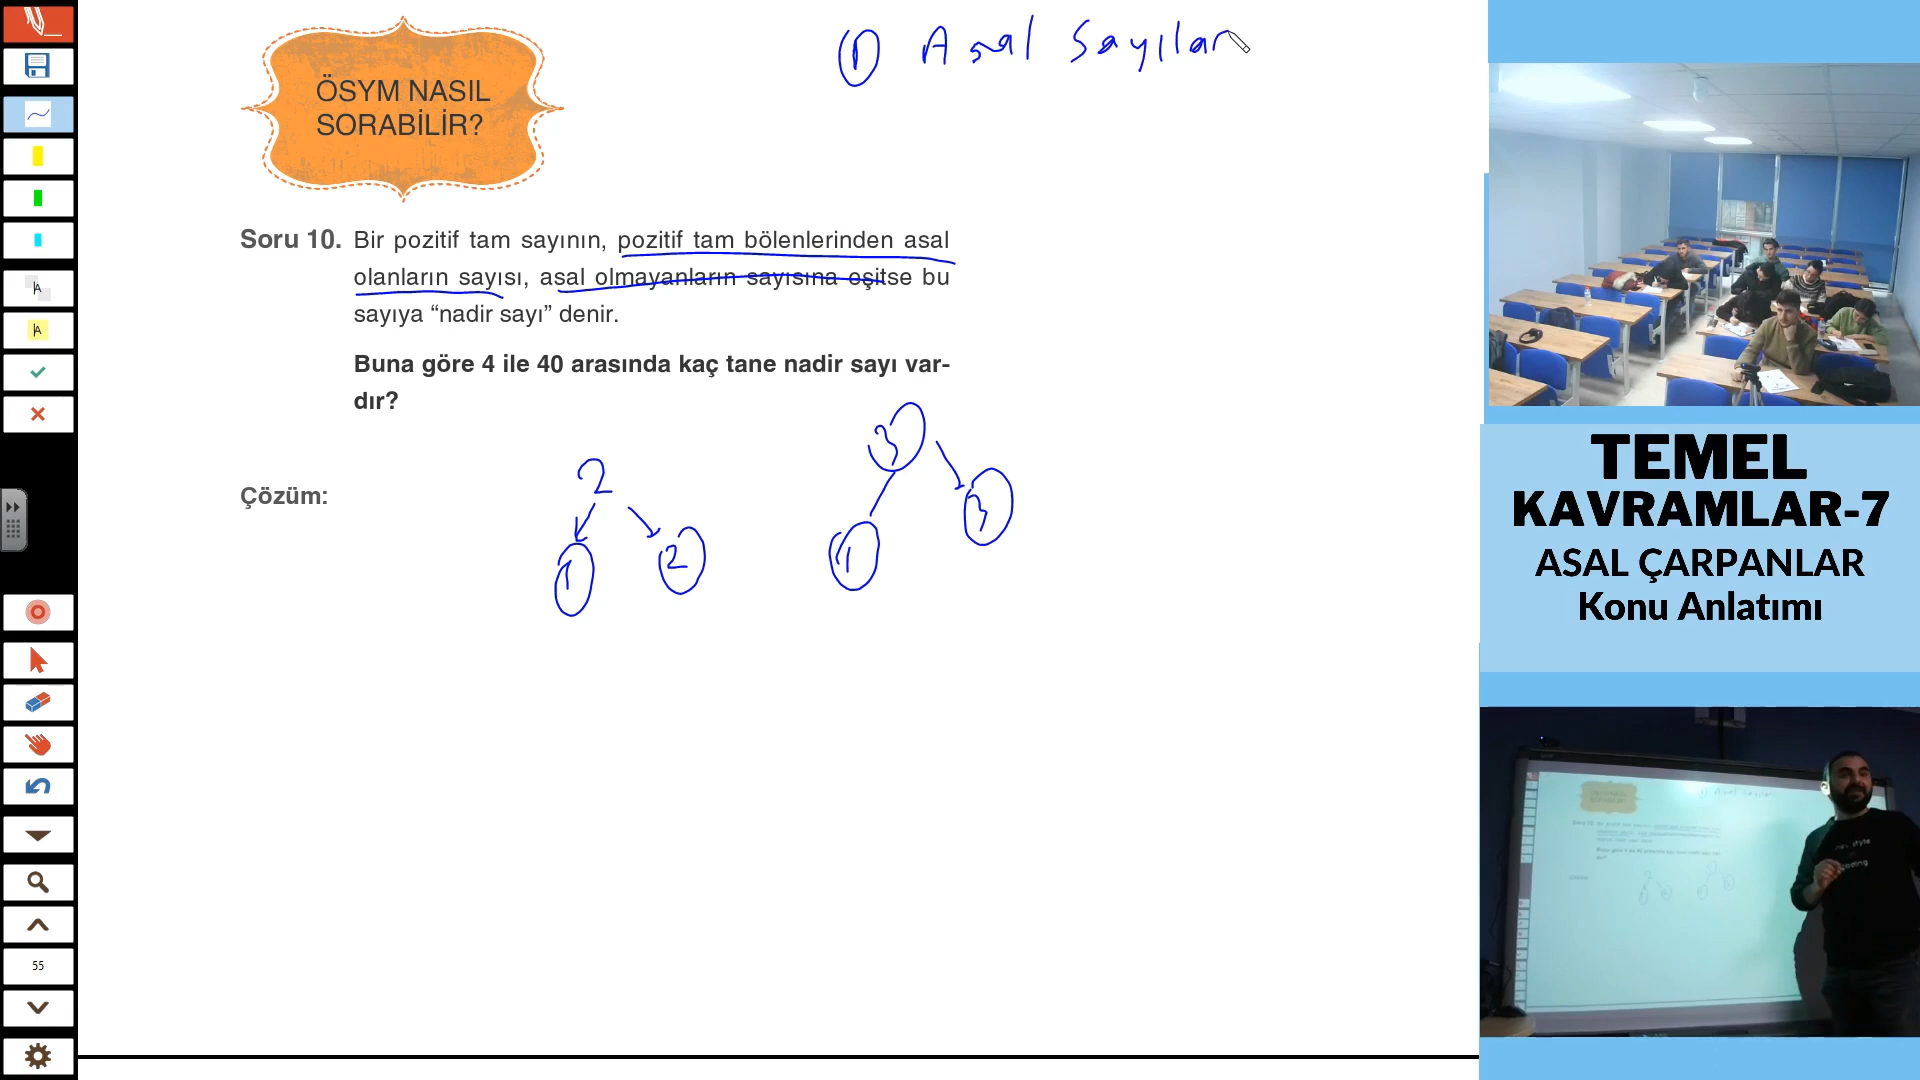 ÖSYM NASIL
SORABİLİR?
① Asal Sayılar
Soru 10. Bir pozitif tam sayının, pozitif tam bölenlerinden asal
olanların sayısı, asal olmayanların sayısına eşitse bu
sayıya “nadir sayı” denir.
Buna göre 4 ile 40 arasında kaç tane nadir sayı var-
dır?
Çözüm:
2
1 2
3
1 3
55
TEMEL
KAVRAMLAR-7
ASAL ÇARPANLAR
Konu Anlatımı